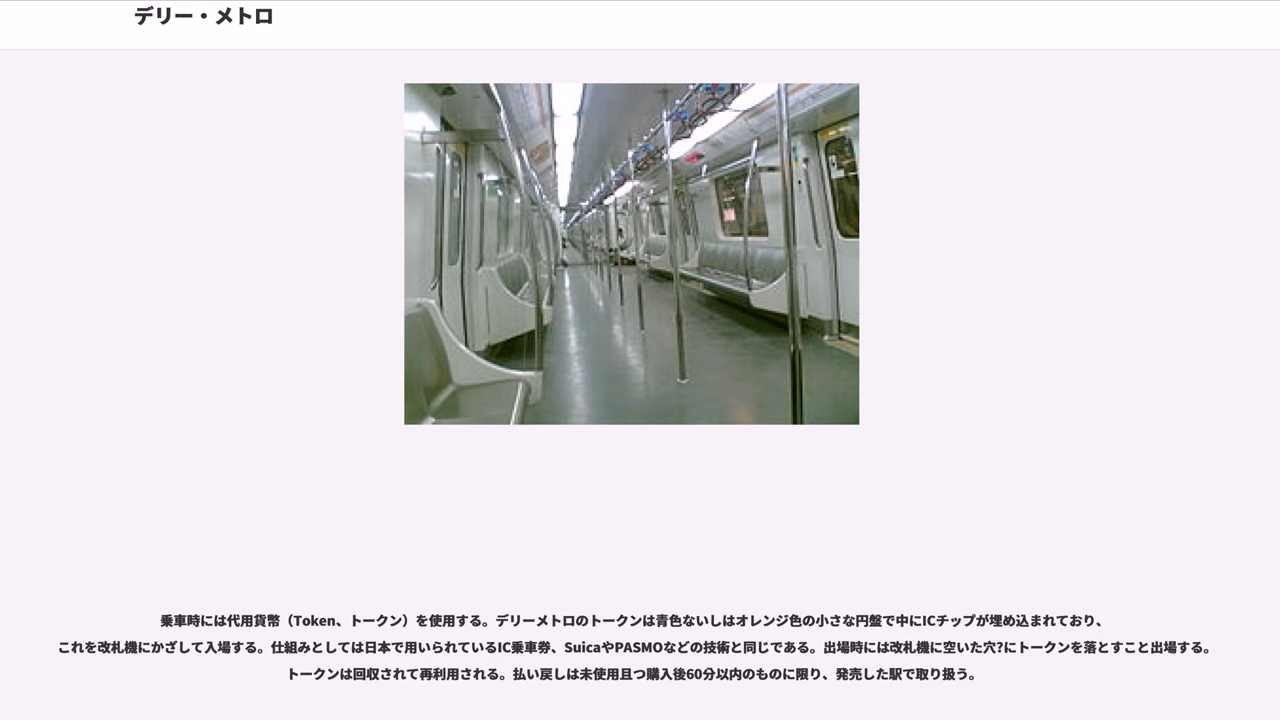 デリー・メトロ
乗車時には代用貨幣（Token、トークン）を使用する。デリーメトロのトークンは青色ないしはオレンジ色の小さな円盤で中にICチップが埋め込まれており、
これを改札機にかざして入場する。仕組みとしては日本で用いられているIC乗車券、SuicaやPASMOなどの技術と同じである。出場時には改札機に空いた穴?にトークンを落とすこと出場する。
トークンは回収されて再利用される。払い戻しは未使用且つ購入後60分以内のものに限り、発売した駅で取り扱う。